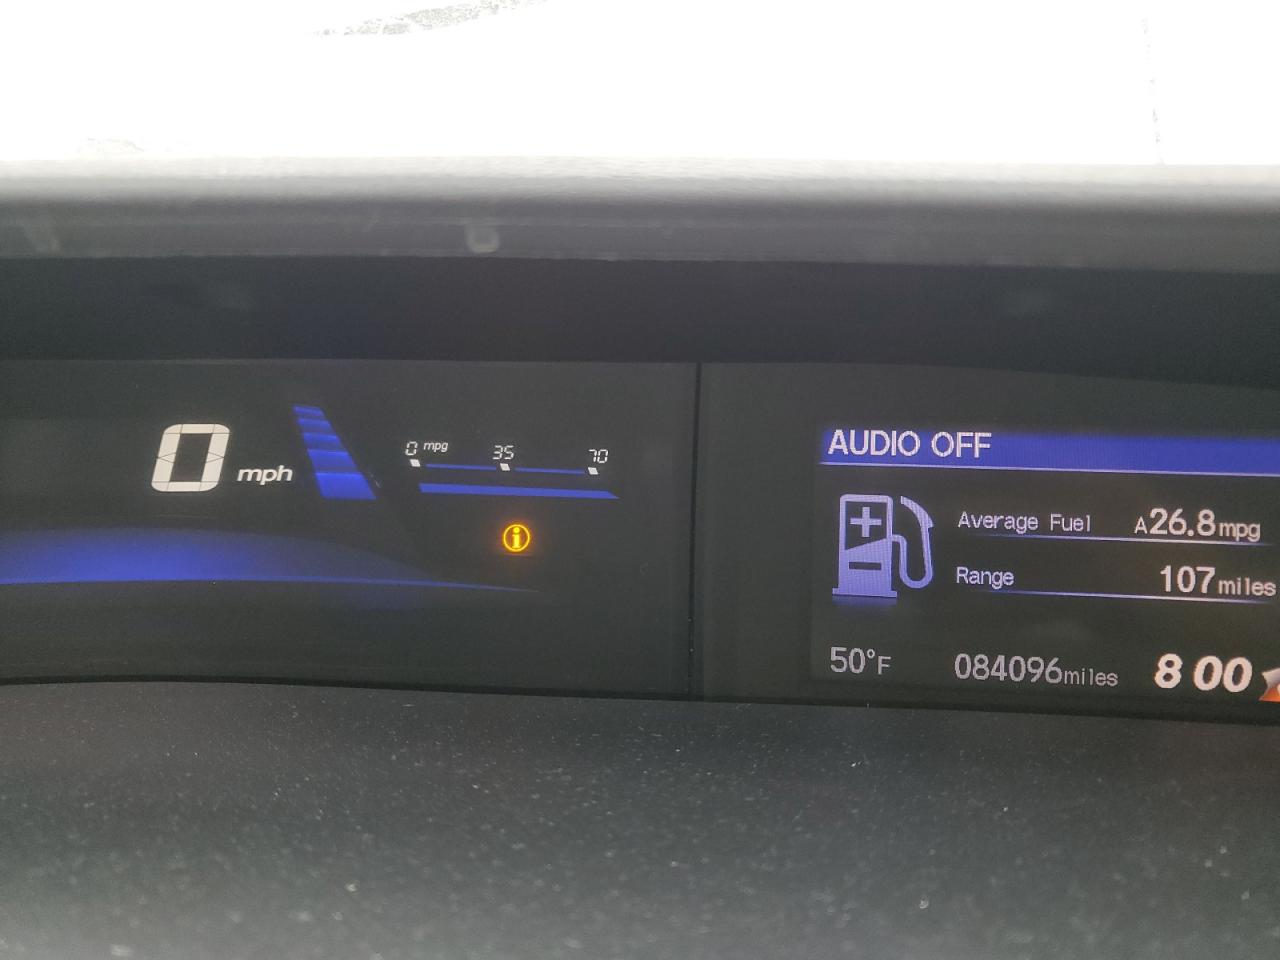 0 mph
0 mpg 35 70
i
AUDIO OFF
Average Fuel A26.8mpg
Range 107miles
50°F 084096miles 8 00